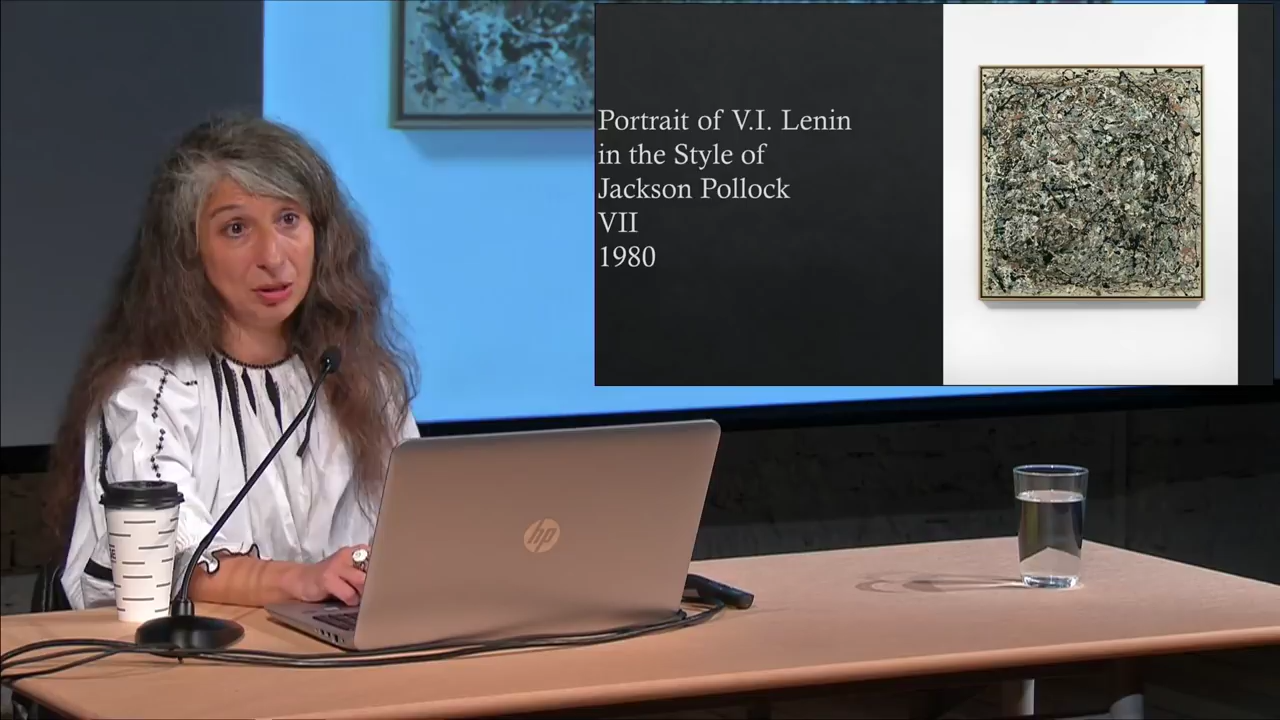 Portrait of V.I. Lenin
in the Style of
Jackson Pollock
VII
1980
hp